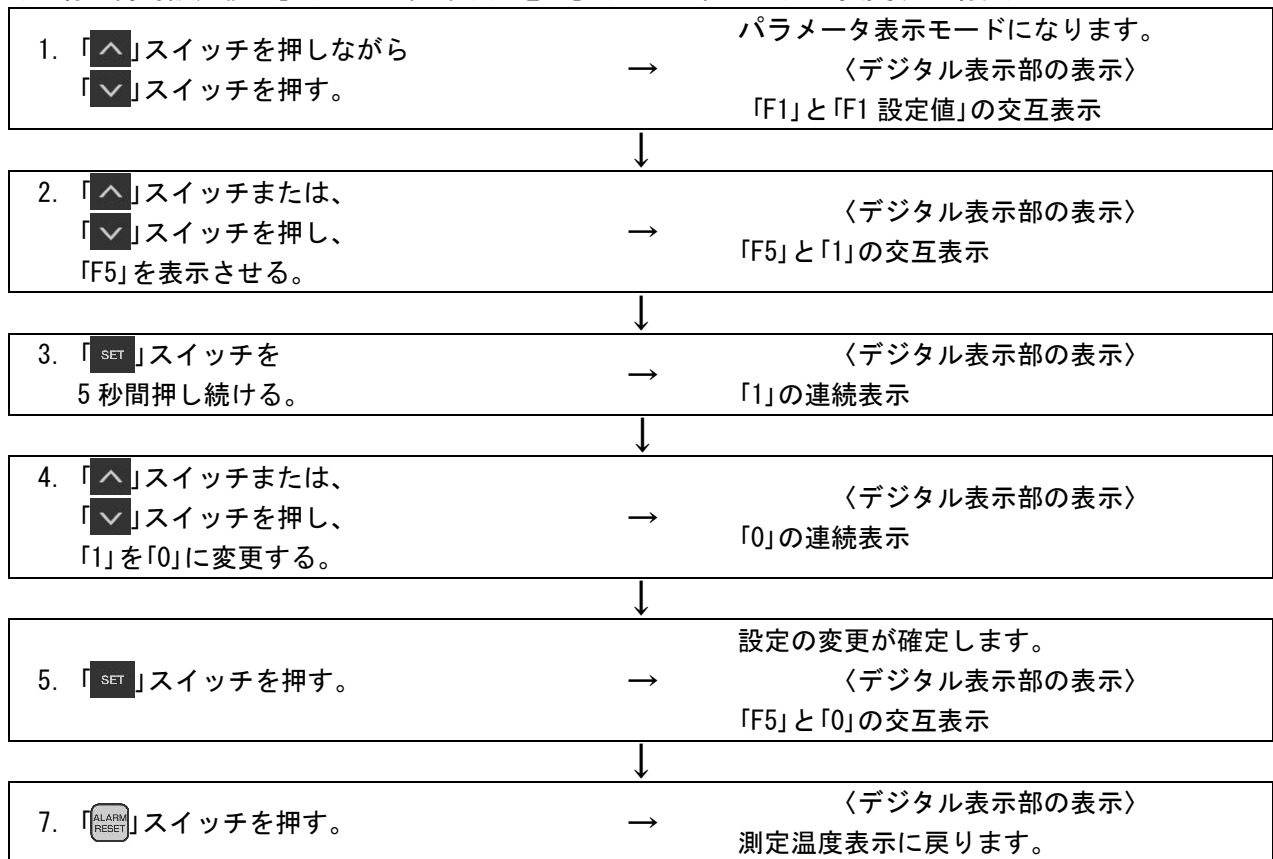 1. 「∧」スイッチを押しながら
「∨」スイッチを押す。
→
パラメータ表示モードになります。
〈デジタル表示部の表示〉
「F1」と「F1 設定値」の交互表示
↓
2. 「∧」スイッチまたは、
「∨」スイッチを押し、
「F5」を表示させる。
→
〈デジタル表示部の表示〉
「F5」と「1」の交互表示
↓
3. 「SET」スイッチを
5 秒間押し続ける。
→
〈デジタル表示部の表示〉
「1」の連続表示
↓
4. 「∧」スイッチまたは、
「∨」スイッチを押し、
「1」を「0」に変更する。
→
〈デジタル表示部の表示〉
「0」の連続表示
↓
5. 「SET」スイッチを押す。
→
設定の変更が確定します。
〈デジタル表示部の表示〉
「F5」と「0」の交互表示
↓
7. 「ALARM RESET」スイッチを押す。
→
〈デジタル表示部の表示〉
測定温度表示に戻ります。